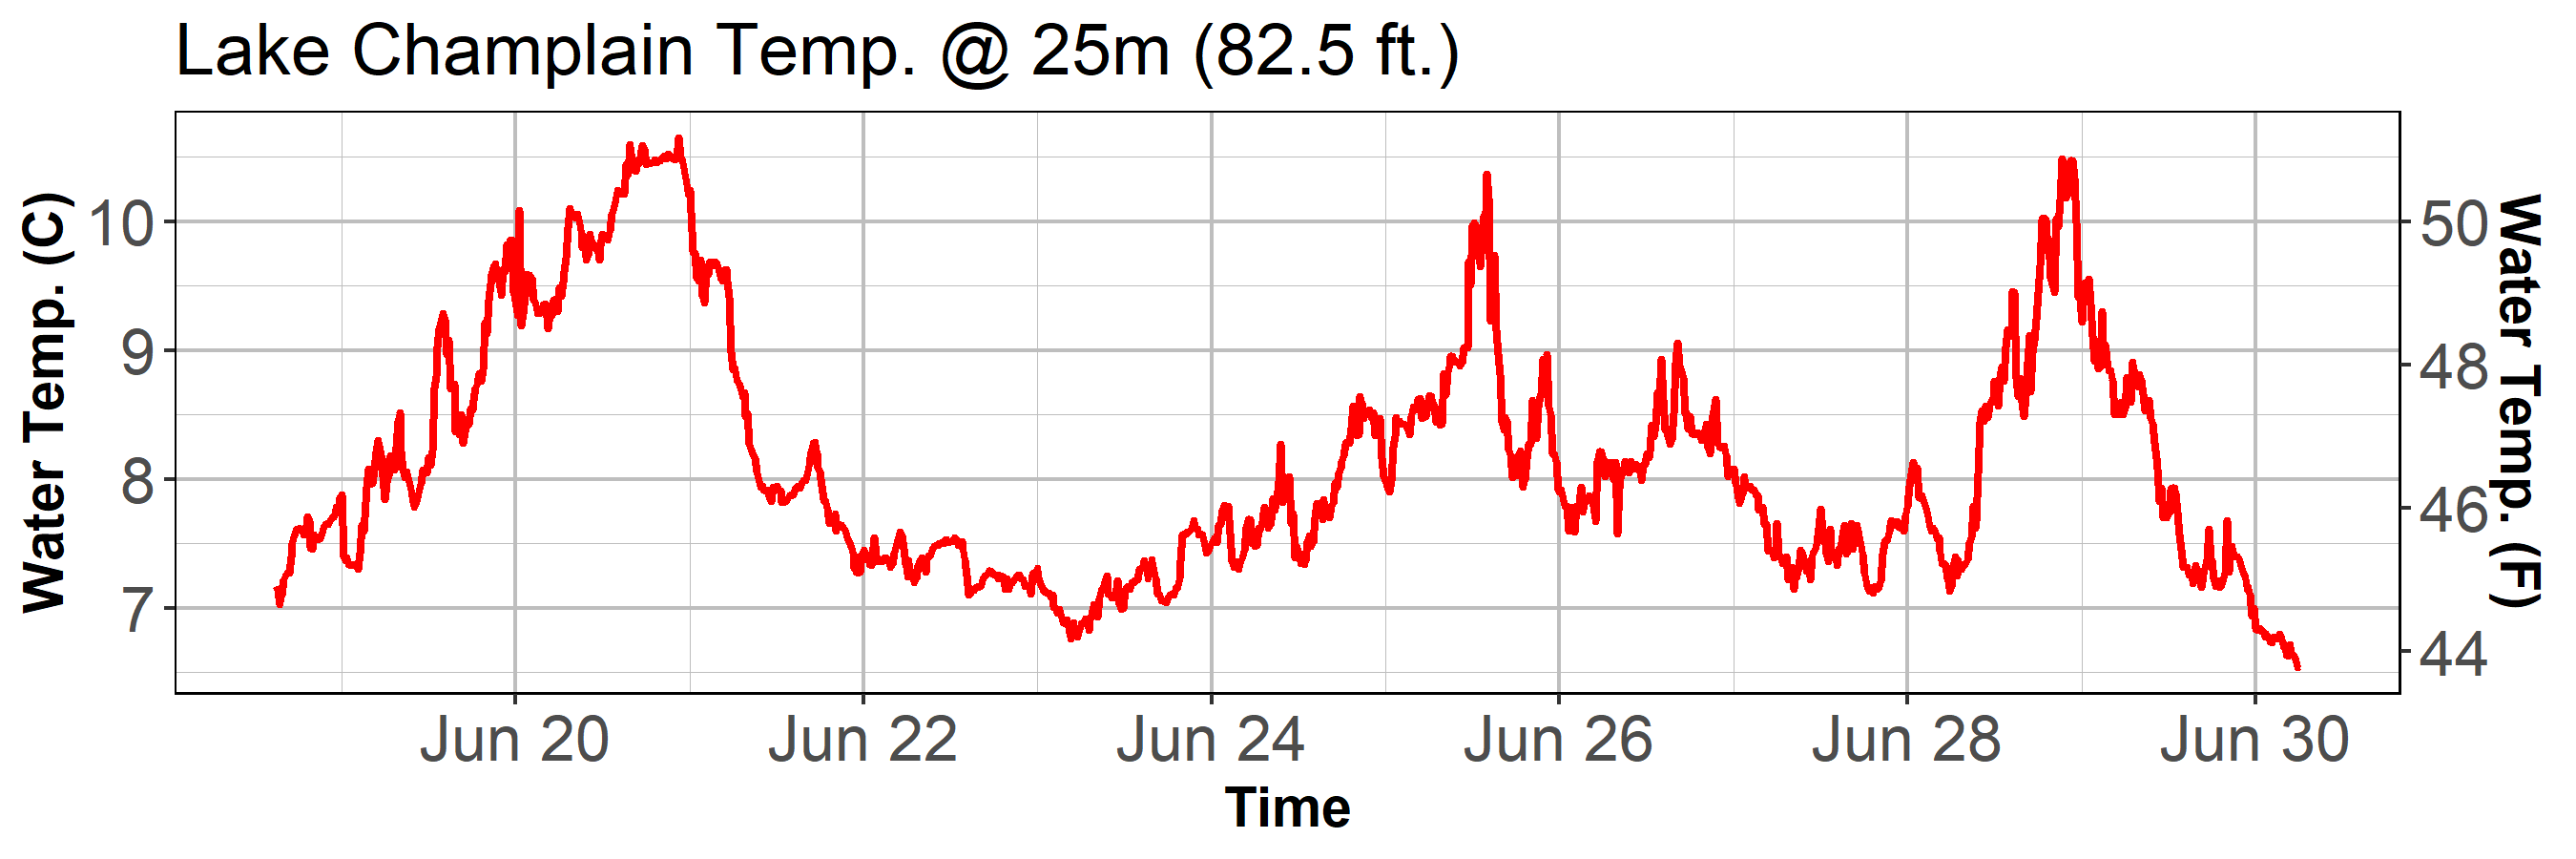 Lake Champlain Temp. @ 25m (82.5 ft.)
Water Temp. (C)
10
9
8
7
50
48
46
44
Water Temp. (F)
Jun 20 Jun 22 Jun 24 Jun 26 Jun 28 Jun 30
Time